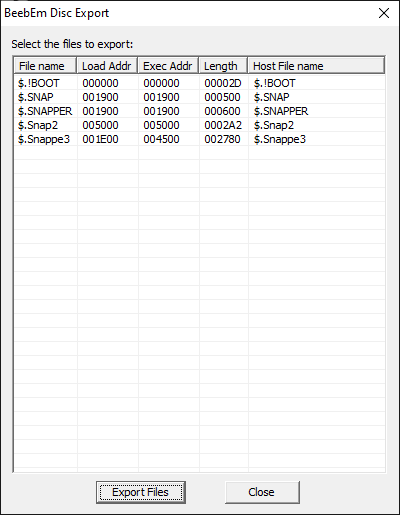 BeebEm Disc Export
Select the files to export:
File name Load Addr Exec Addr Length Host File name
$.!BOOT 000000 000000 00002D $.!BOOT
$.SNAP 001900 001900 000500 $.SNAP
$.SNAPPER 001900 001900 000600 $.SNAPPER
$.Snap2 005000 005000 0002A2 $.Snap2
$.Snappe3 001E00 004500 002780 $.Snappe3
Export Files Close